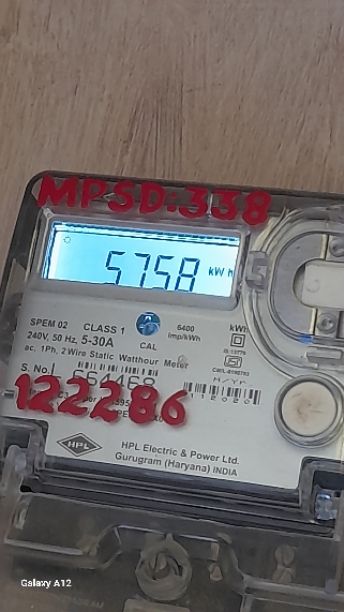 MPSD:338
5758 kWh
SPEM 02 CLASS 1 CAL 6400 imp/kWh kWh
240V, 50 Hz, 5-30A
ac, 1Ph, 2 Wire Static Watthour Meter
S. No.
M/YR
122286
HPL
HPL Electric & Power Ltd.
Gurugram (Haryana) INDIA
Galaxy A12